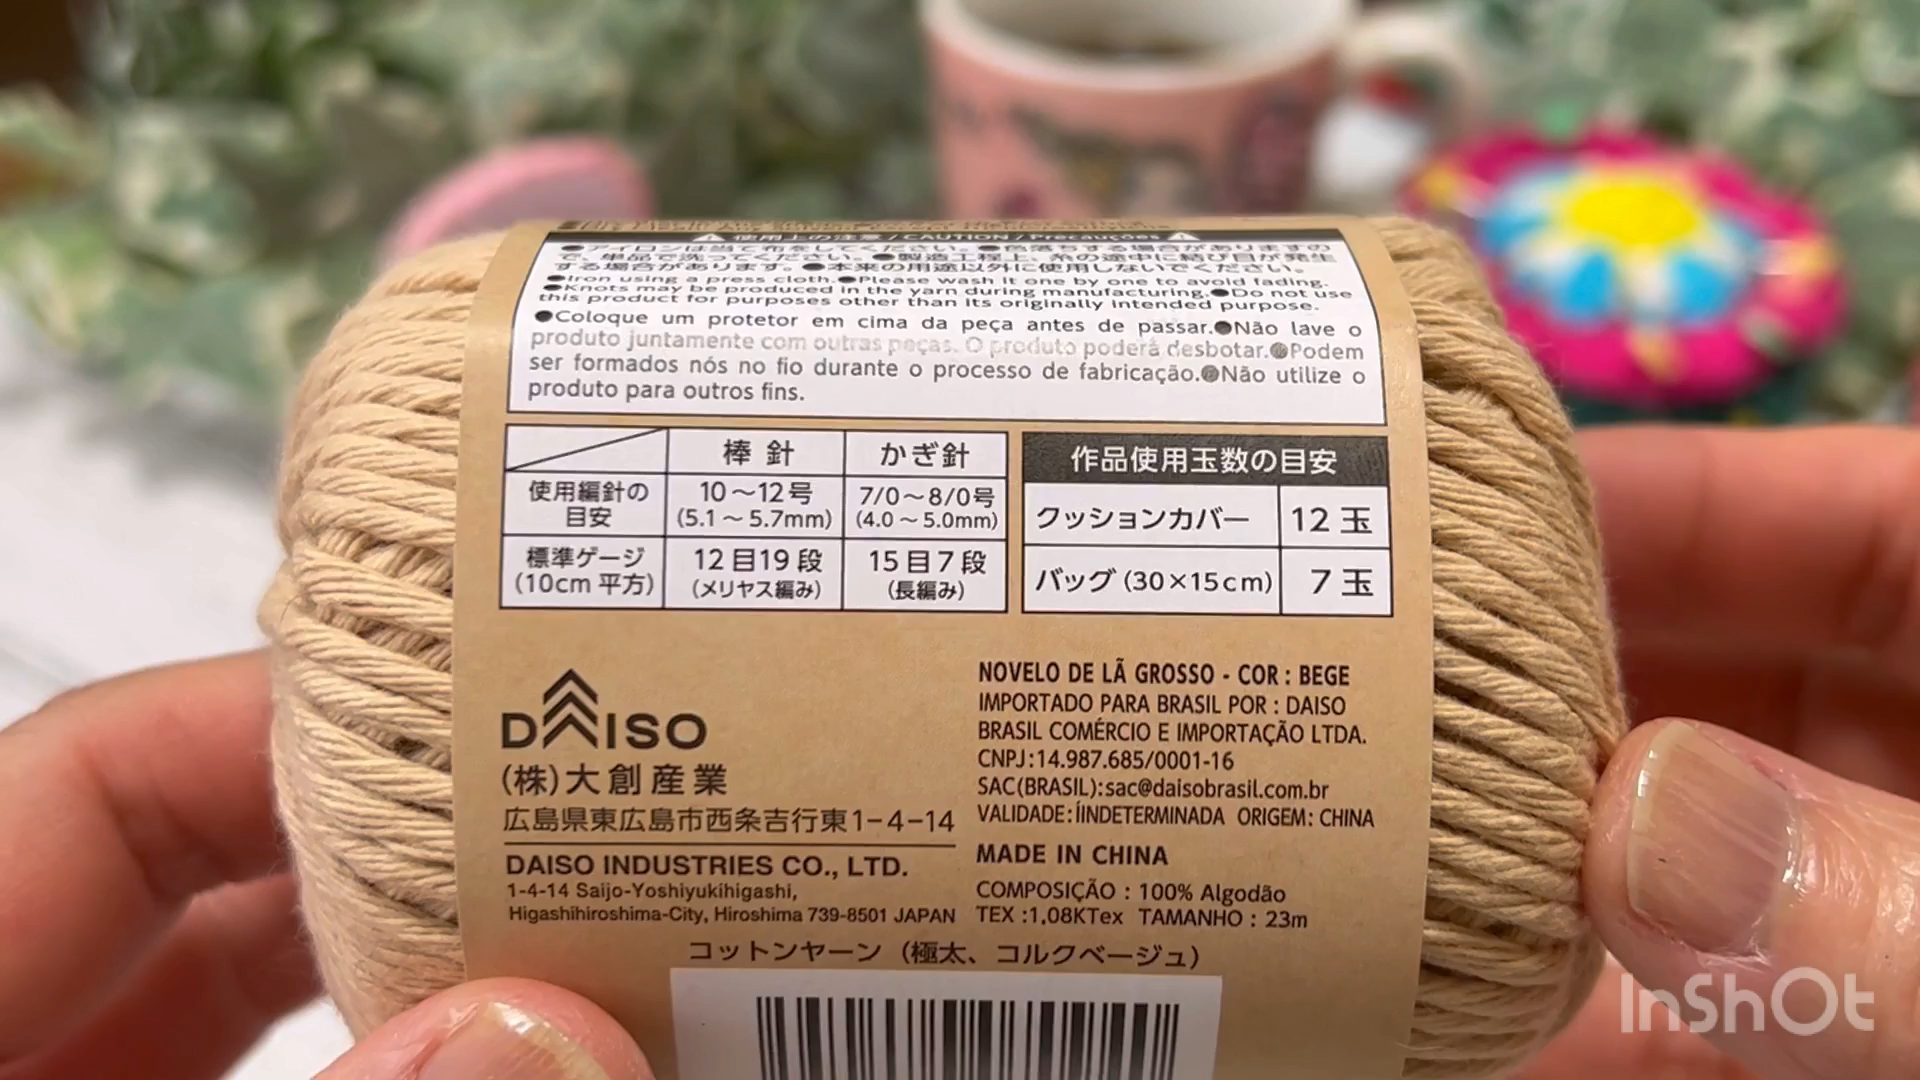 ⚠ 使用上の注意 / CAUTION / Precauções ⚠
●アイロンは当て布をしてください。●色落ちする場合がありますの
で、単品で洗ってください。●製造工程上、糸の途中に結び目が発生
する場合があります。●本来の用途以外に使用しないでください。
●Iron using a press cloth.●Please wash it one by one to avoid fading.
●Knots may be produced in the yarn during manufacturing.●Do not use
this product for purposes other than its originally intended purpose.
●Coloque um protetor em cima da peça antes de passar.●Não lave o
produto juntamente com outras peças. O produto poderá desbotar.●Podem
ser formados nós no fio durante o processo de fabricação.●Não utilize o
produto para outros fins.
棒針 かぎ針
使用編針の目安 10～12号 (5.1～5.7mm) 7/0～8/0号 (4.0～5.0mm)
標準ゲージ (10cm平方) 12目19段 (メリヤス編み) 15目7段 (長編み)
作品使用玉数の目安
クッションカバー 12玉
バッグ (30×15cm) 7玉
DAISO
(株)大創産業
広島県東広島市西条吉行東1-4-14
DAISO INDUSTRIES CO., LTD.
1-4-14 Saijo-Yoshiyukihigashi,
Higashihiroshima-City, Hiroshima 739-8501 JAPAN
NOVELO DE LÃ GROSSO - COR : BEGE
IMPORTADO PARA BRASIL POR : DAISO
BRASIL COMÉRCIO E IMPORTAÇÃO LTDA.
CNPJ:14.987.685/0001-16
SAC(BRASIL):sac@daisobrasil.com.br
VALIDADE:ÍINDETERMINADA ORIGEM: CHINA
MADE IN CHINA
COMPOSIÇÃO : 100% Algodão
TEX :1,08KTex TAMANHO : 23m
コットンヤーン（極太、コルクベージュ）
InShOt